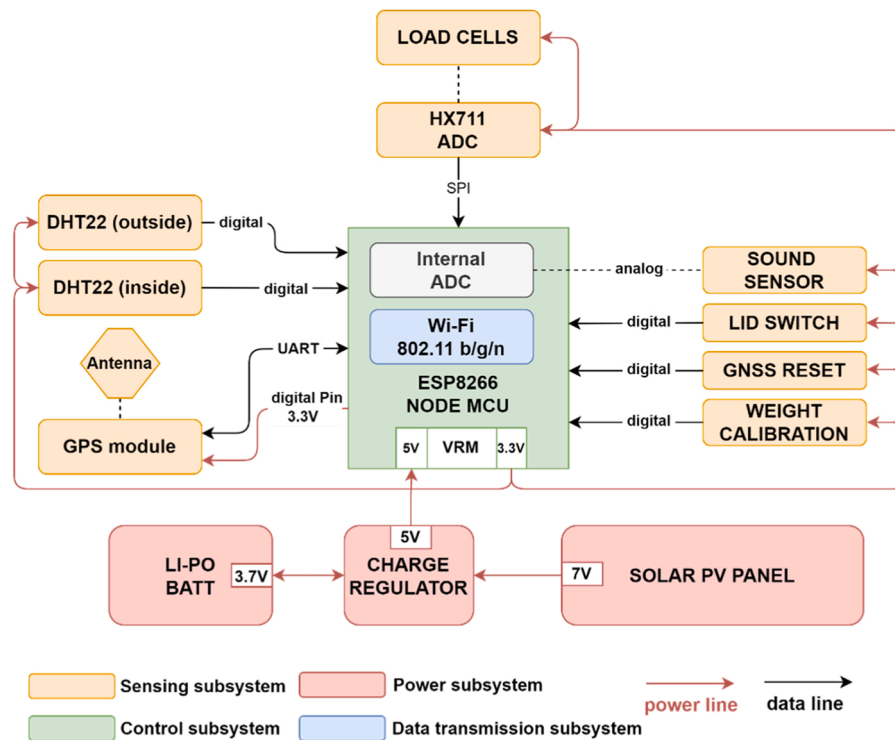 LOAD CELLS
HX711
ADC
SPI
DHT22 (outside)
digital
DHT22 (inside)
digital
Internal
ADC
analog
SOUND
SENSOR
Wi-Fi
802.11 b/g/n
digital
LID SWITCH
Antenna
UART
ESP8266
NODE MCU
digital
GNSS RESET
digital Pin
3.3V
GPS module
digital
WEIGHT
CALIBRATION
5V
VRM
3.3V
5V
LI-PO
BATT
3.7V
CHARGE
REGULATOR
7V
SOLAR PV PANEL
Sensing subsystem
Power subsystem
power line
data line
Control subsystem
Data transmission subsystem